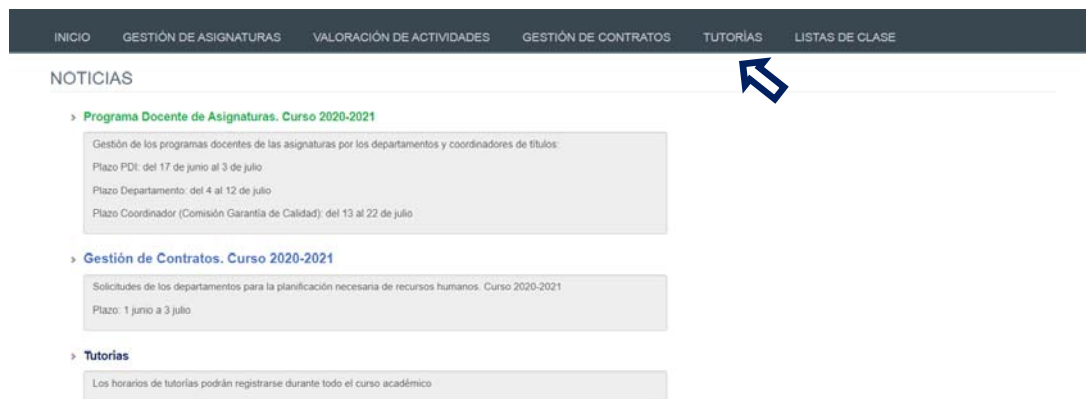 INICIO GESTIÓN DE ASIGNATURAS VALORACIÓN DE ACTIVIDADES GESTIÓN DE CONTRATOS TUTORÍAS LISTAS DE CLASE
NOTICIAS
Programa Docente de Asignaturas. Curso 2020-2021
Gestión de los programas docentes de las asignaturas por los departamentos y coordinadores de títulos:
Plazo PDI: del 17 de junio al 3 de julio
Plazo Departamento: del 4 al 12 de julio
Plazo Coordinador (Comisión Garantía de Calidad): del 13 al 22 de julio
Gestión de Contratos. Curso 2020-2021
Solicitudes de los departamentos para la planificación necesaria de recursos humanos. Curso 2020-2021
Plazo: 1 junio a 3 julio
Tutorías
Los horarios de tutorías podrán registrarse durante todo el curso académico